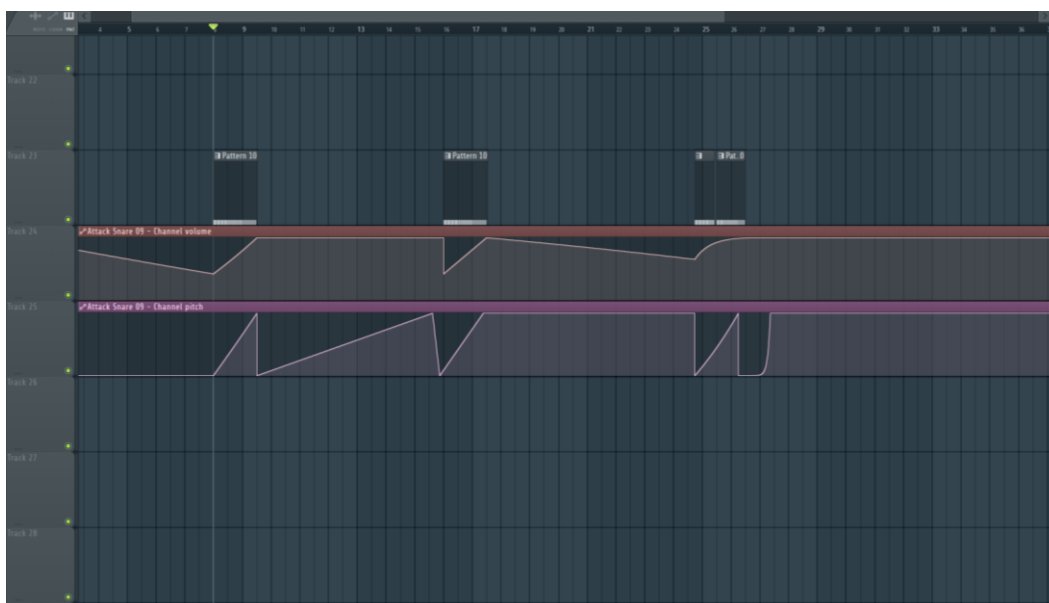 4 5 6 7 8 9 10 11 12 13 14 15 16 17 18 19 20 21 22 23 24 25 26 27 28 29 30 31 32 33 34 35 36
Track 22
Track 23
Pattern 10 Pattern 10 Pat..0
Track 24
Attack Snare 09 - Channel volume
Track 25
Attack Snare 09 - Channel pitch
Track 26
Track 27
Track 28